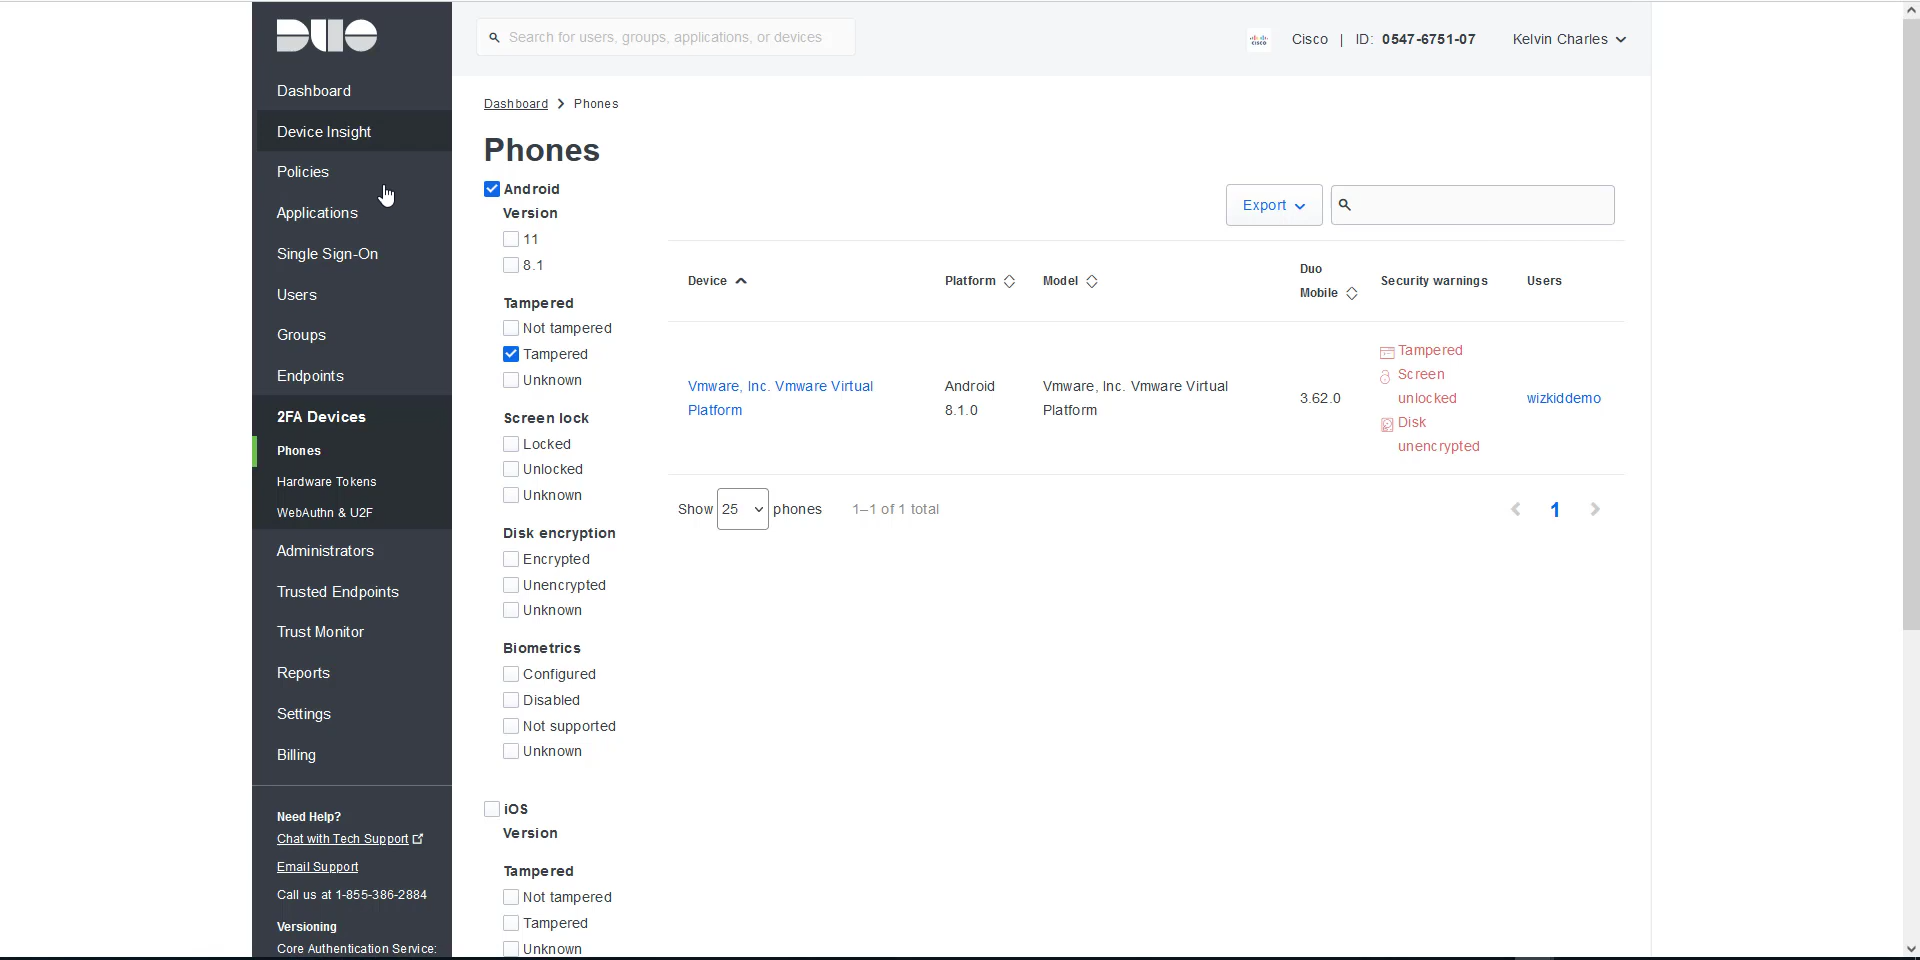 DUO
Search for users, groups, applications, or devices
cisco
Cisco | ID: 0547-6751-07
Kelvin Charles
Dashboard
Device Insight
Policies
Applications
Single Sign-On
Users
Groups
Endpoints
2FA Devices
Phones
Hardware Tokens
WebAuthn & U2F
Administrators
Trusted Endpoints
Trust Monitor
Reports
Settings
Billing
Need Help?
Chat with Tech Support
Email Support
Call us at 1-855-386-2884
Versioning
Core Authentication Service:
Dashboard > Phones
Phones
Android
Version
11
8.1
Tampered
Not tampered
Tampered
Unknown
Screen lock
Locked
Unlocked
Unknown
Disk encryption
Encrypted
Unencrypted
Unknown
Biometrics
Configured
Disabled
Not supported
Unknown
iOS
Version
Tampered
Not tampered
Tampered
Unknown
Export
Device
Platform
Model
Duo
Mobile
Security warnings
Users
Vmware, Inc. Vmware Virtual
Platform
Android
8.1.0
Vmware, Inc. Vmware Virtual
Platform
3.62.0
Tampered
Screen
unlocked
Disk
unencrypted
wizkiddemo
Show 25 phones 1–1 of 1 total
1